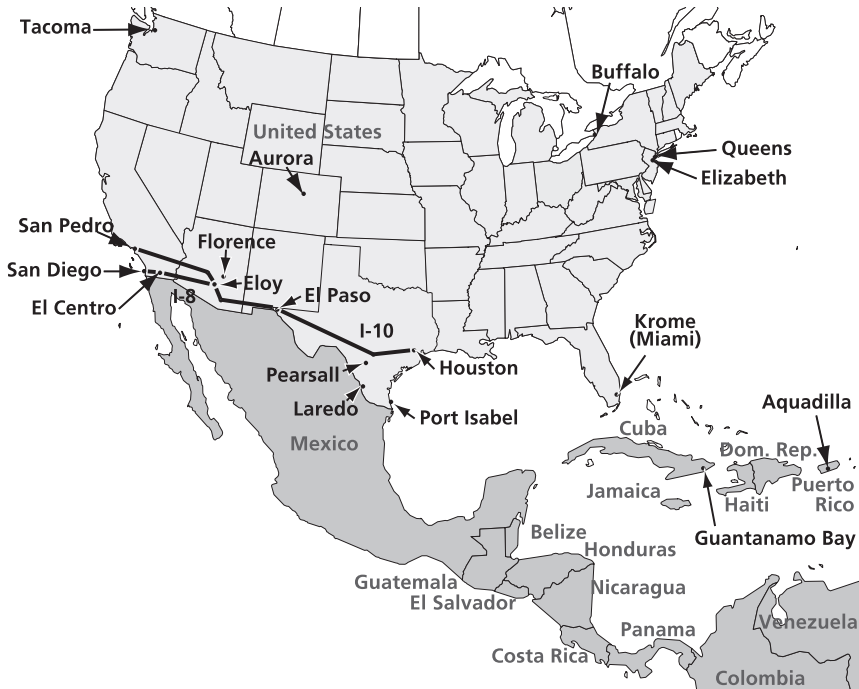 Tacoma
Buffalo
United States
Aurora
Queens
Elizabeth
San Pedro
Florence
San Diego
Eloy
El Centro
I-8
El Paso
I-10
Krome
(Miami)
Pearsall
Houston
Laredo
Port Isabel
Aquadilla
Mexico
Cuba
Dom. Rep.
Jamaica
Haiti
Puerto
Rico
Belize
Guantanamo Bay
Honduras
Guatemala
Nicaragua
El Salvador
Venezuela
Panama
Costa Rica
Colombia